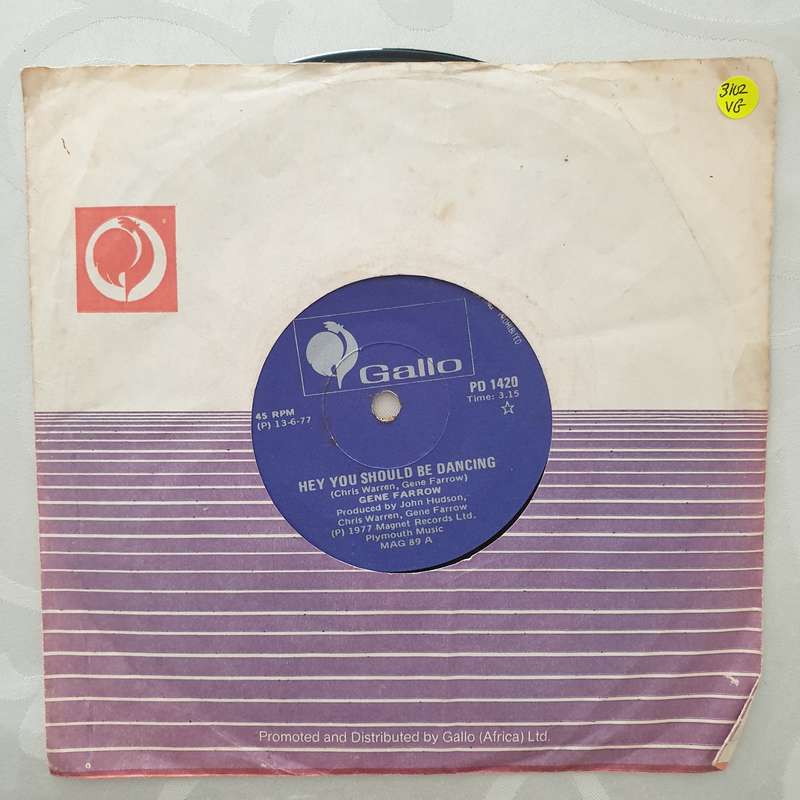 3102
VG
PROHIBITED
Gallo
PD 1420
Time: 3.15
45 RPM
(P) 13-6-77
HEY YOU SHOULD BE DANCING
(Chris Warren, Gene Farrow)
GENE FARROW
Produced by John Hudson,
Chris Warren, Gene Farrow
(P) 1977 Magnet Records Ltd.
Plymouth Music
MAG 89 A
Promoted and Distributed by Gallo (Africa) Ltd.